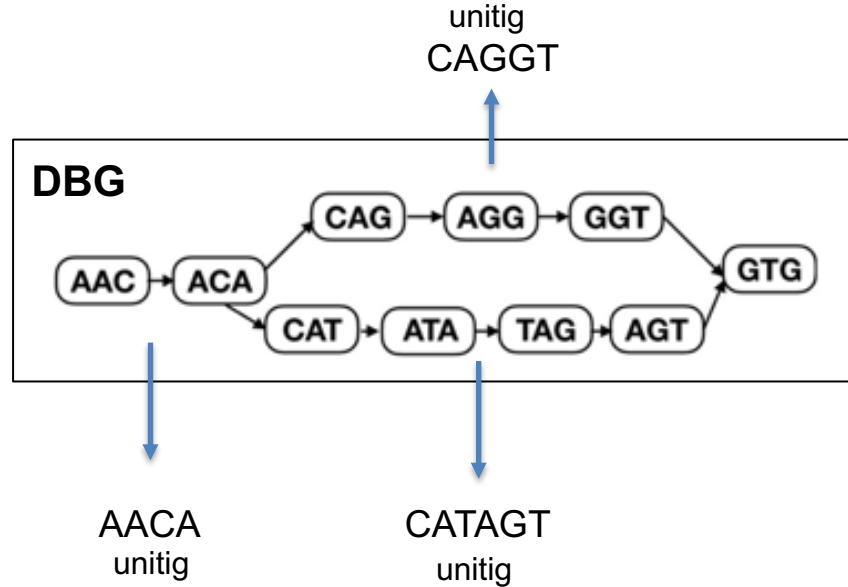 unitig
CAGGT
DBG
CAG AGG GGT
AAC ACA GTG
CAT ATA TAG AGT
AACA CATAGT
unitig unitig